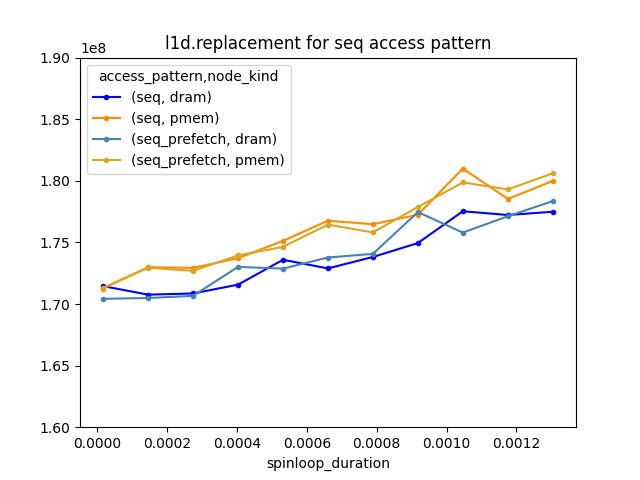 l1d.replacement for seq access pattern
1e8
access_pattern,node_kind
(seq, dram)
(seq, pmem)
(seq_prefetch, dram)
(seq_prefetch, pmem)
1.90
1.85
1.80
1.75
1.70
1.65
1.60
0.0000 0.0002 0.0004 0.0006 0.0008 0.0010 0.0012
spinloop_duration